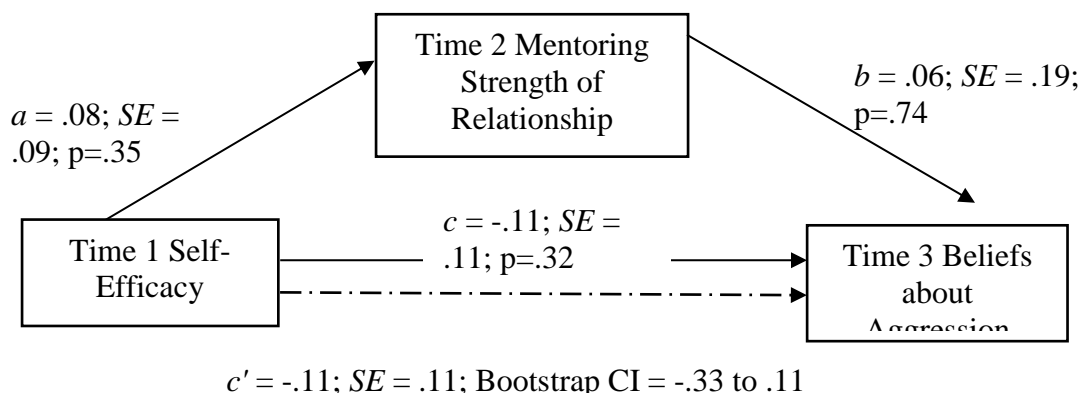 Time 2 Mentoring
Strength of
Relationship
a = .08; SE =
.09; p=.35
b = .06; SE = .19;
p=.74
Time 1 Self-
Efficacy
c = -.11; SE =
.11; p=.32
Time 3 Beliefs
about
Aggression
c' = -.11; SE = .11; Bootstrap CI = -.33 to .11